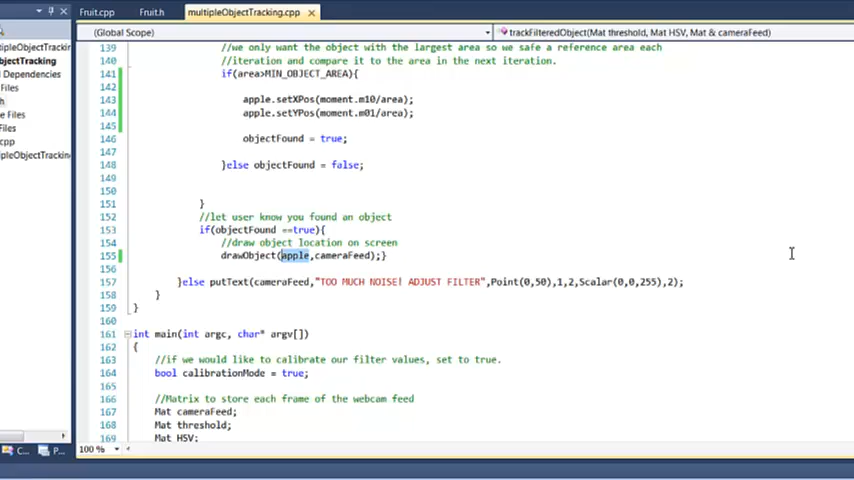 Fruit.cpp Fruit.h multipleObjectTracking.cpp
(Global Scope) trackFilteredObject(Mat threshold, Mat HSV, Mat & cameraFeed)
139 //we only want the object with the largest area so we safe a reference area each
140 //iteration and compare it to the area in the next iteration.
141 if(area>MIN_OBJECT_AREA){
142
143 apple.setXPos(moment.m10/area);
144 apple.setYPos(moment.m01/area);
145
146 objectFound = true;
147
148 }else objectFound = false;
149
150
151 }
152 //let user know you found an object
153 if(objectFound ==true){
154 //draw object location on screen
155 drawObject(apple,cameraFeed);}
156
157 }else putText(cameraFeed,"TOO MUCH NOISE! ADJUST FILTER",Point(0,50),1,2,Scalar(0,0,255),2);
158 }
159 }
160
161 int main(int argc, char* argv[])
162 {
163 //if we would like to calibrate our filter values, set to true.
164 bool calibrationMode = true;
165
166 //Matrix to store each frame of the webcam feed
167 Mat cameraFeed;
168 Mat threshold;
169 Mat HSV;
100 %
ltipleObjectTrackin
bjectTracking
Dependencies
Files
h
e Files
Files
cpp
ipleObjectTracking
C... P...